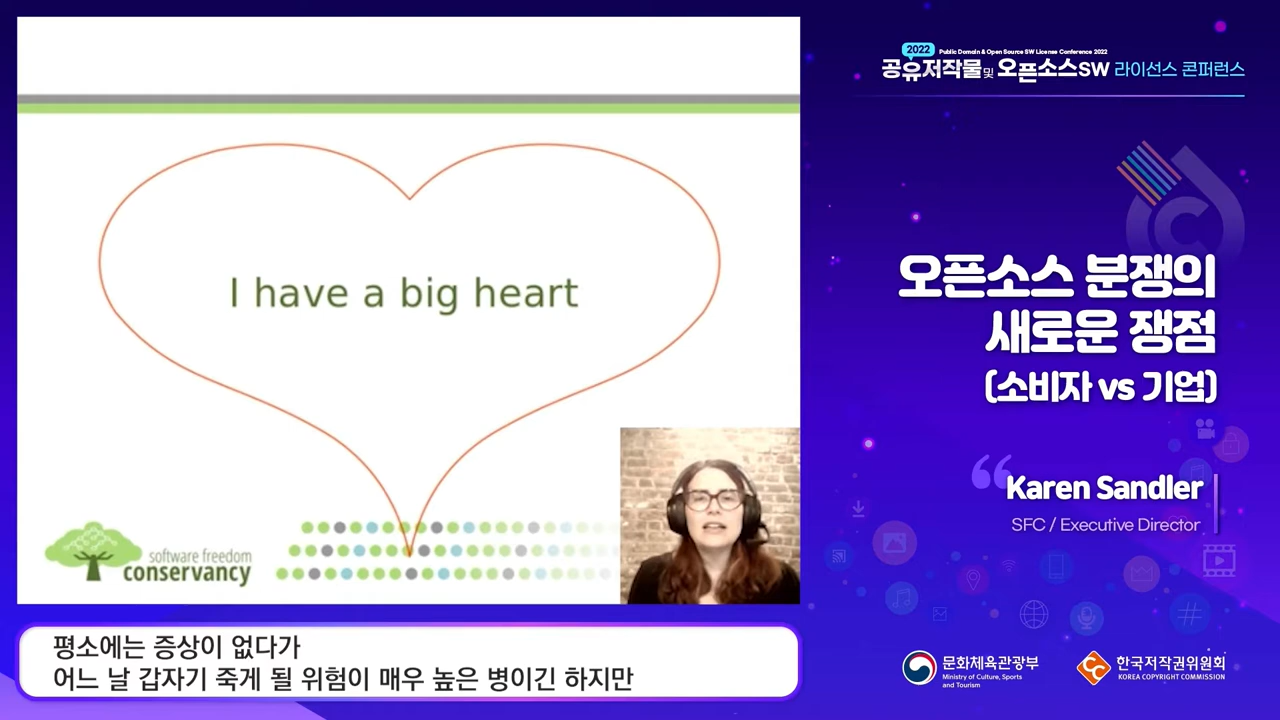 I have a big heart
software freedom
conservancy
평소에는 증상이 없다가
어느 날 갑자기 죽게 될 위험이 매우 높은 병이긴 하지만
2022 Public Domain & Open Source SW License Conference 2022
공유저작물 및 오픈소스SW 라이선스 콘퍼런스
오픈소스 분쟁의
새로운 쟁점
(소비자 vs 기업)
Karen Sandler
SFC / Executive Director
문화체육관광부
Ministry of Culture, Sports
and Tourism
한국저작권위원회
KOREA COPYRIGHT COMMISSION